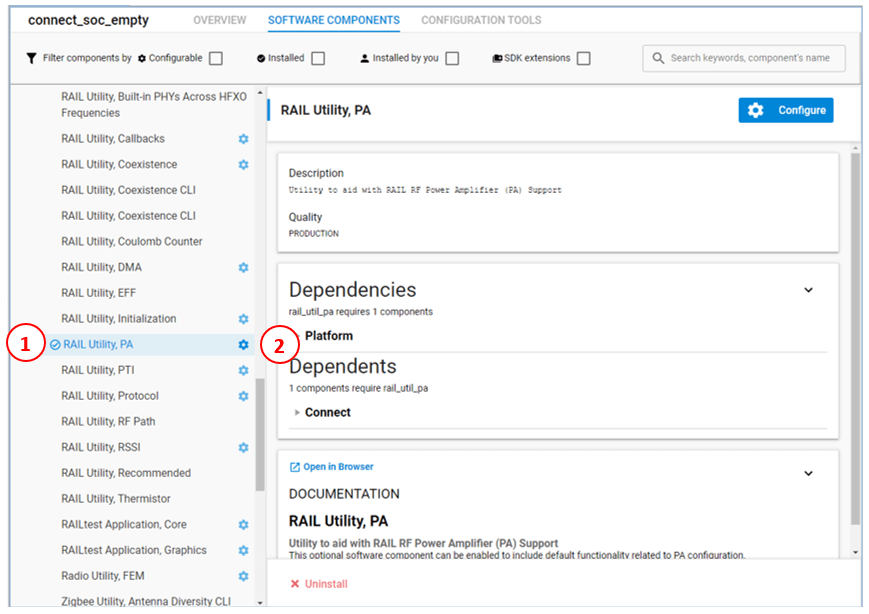 connect_soc_empty OVERVIEW SOFTWARE COMPONENTS CONFIGURATION TOOLS
Filter components by Configurable Installed Installed by you SDK extensions Search keywords, component's name
RAIL Utility, Built-in PHYs Across HFXO
Frequencies
RAIL Utility, Callbacks
RAIL Utility, Coexistence
RAIL Utility, Coexistence CLI
RAIL Utility, Coexistence CLI
RAIL Utility, Coulomb Counter
RAIL Utility, DMA
RAIL Utility, EFF
RAIL Utility, Initialization
1 RAIL Utility, PA 2
RAIL Utility, PTI
RAIL Utility, Protocol
RAIL Utility, RF Path
RAIL Utility, RSSI
RAIL Utility, Recommended
RAIL Utility, Thermistor
RAILtest Application, Core
RAILtest Application, Graphics
Radio Utility, FEM
Zigbee Utility, Antenna Diversity CLI
RAIL Utility, PA Configure
Description
Utility to aid with RAIL RF Power Amplifier (PA) Support
Quality
PRODUCTION
Dependencies
rail_util_pa requires 1 components
Platform
Dependents
1 components require rail_util_pa
Connect
Open in Browser
DOCUMENTATION
RAIL Utility, PA
Utility to aid with RAIL RF Power Amplifier (PA) Support
This optional software component can be enabled to include default functionality related to PA configuration.
Uninstall